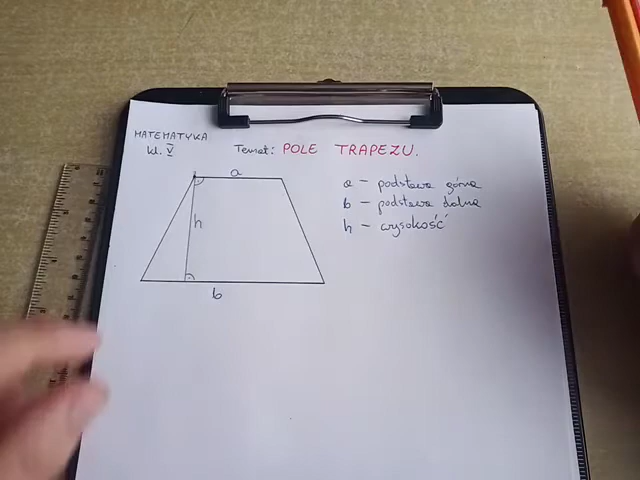 MATEMATYKA
kl. V
Temat: POLE TRAPEZU.
a
h
b
a – podstawa górna
b – podstawa dolna
h – wysokość